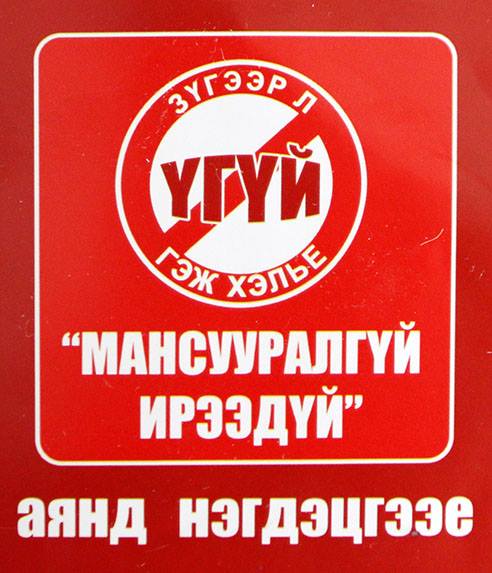 ЗҮГЭЭР Л
ҮГҮЙ
ГЭЖ ХЭЛЬЕ
“МАНСУУРАЛГҮЙ
ИРЭЭДҮЙ”
аянд нэгдэцгээе